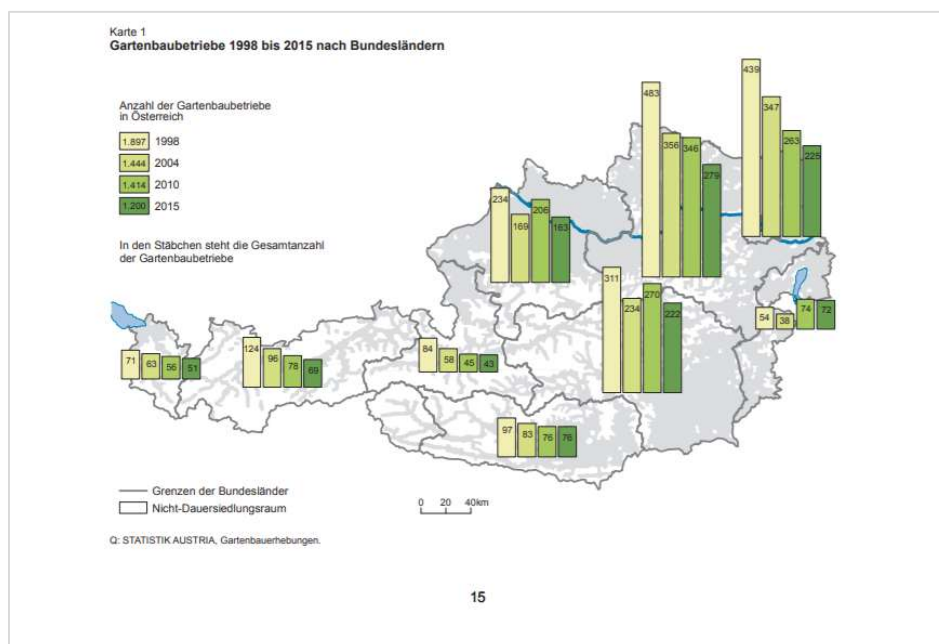 Karte 1
Gartenbaubetriebe 1998 bis 2015 nach Bundesländern
Anzahl der Gartenbaubetriebe
in Österreich
1.897 1998
1.444 2004
1.414 2010
1.200 2015
In den Stäbchen steht die Gesamtanzahl
der Gartenbaubetriebe
439 347 263 225
483 356 346 279
234 169 206 163
311 234 270 222
54 38 74 72
71 63 56 51
124 96 78 69
84 58 45 43
97 83 76 76
Grenzen der Bundesländer
Nicht-Dauersiedlungsraum
0 20 40km
Q: STATISTIK AUSTRIA, Gartenbauerhebungen.
15